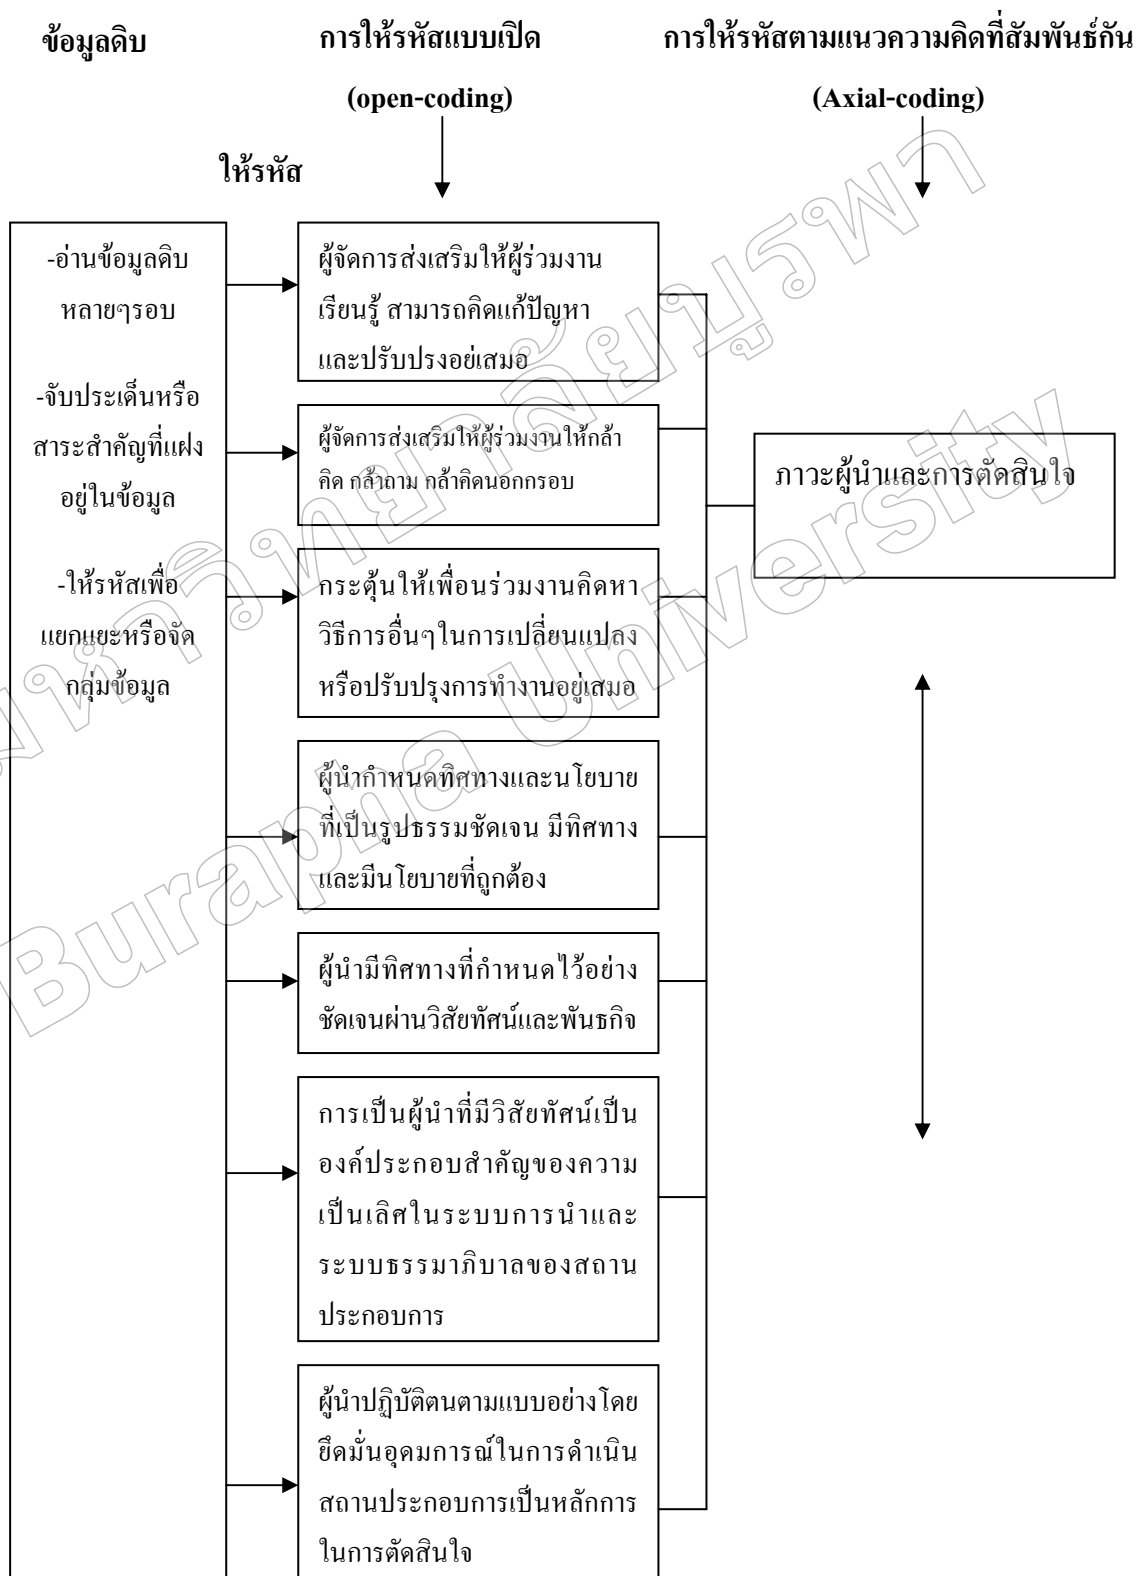 ข้อมูลดิบ
การให้รหัสแบบเปิด
(open-coding)
การให้รหัสตามแนวความคิดที่สัมพันธ์กัน
(Axial-coding)
ให้รหัส
-อ่านข้อมูลดิบ
หลายๆรอบ
-จับประเด็นหรือ
สาระสำคัญที่แฝง
อยู่ในข้อมูล
-ให้รหัสเพื่อ
แยกแยะหรือจัด
กลุ่มข้อมูล
ผู้จัดการส่งเสริมให้ผู้ร่วมงาน
เรียนรู้ สามารถคิดแก้ปัญหา
และปรับปรุงอยู่เสมอ
ผู้จัดการส่งเสริมให้ผู้ร่วมงานให้กล้า
คิด กล้าถาม กล้าคิดนอกกรอบ
กระตุ้นให้เพื่อนร่วมงานคิดหา
วิธีการอื่นๆในการเปลี่ยนแปลง
หรือปรับปรุงการทำงานอยู่เสมอ
ผู้นำกำหนดทิศทางและนโยบาย
ที่เป็นรูปธรรมชัดเจน มีทิศทาง
และมีนโยบายที่ถูกต้อง
ผู้นำมีทิศทางที่กำหนดไว้อย่าง
ชัดเจนผ่านวิสัยทัศน์และพันธกิจ
การเป็นผู้นำที่มีวิสัยทัศน์เป็น
องค์ประกอบสำคัญของความ
เป็นเลิศในระบบการนำและ
ระบบธรรมาภิบาลของสถาน
ประกอบการ
ผู้นำปฏิบัติตนตามแบบอย่างโดย
ยึดมั่นอุดมการณ์ในการดำเนิน
สถานประกอบการเป็นหลักการ
ในการตัดสินใจ
ภาวะผู้นำและการตัดสินใจ
มหาวิทยาลัยบูรพา
Burapha University